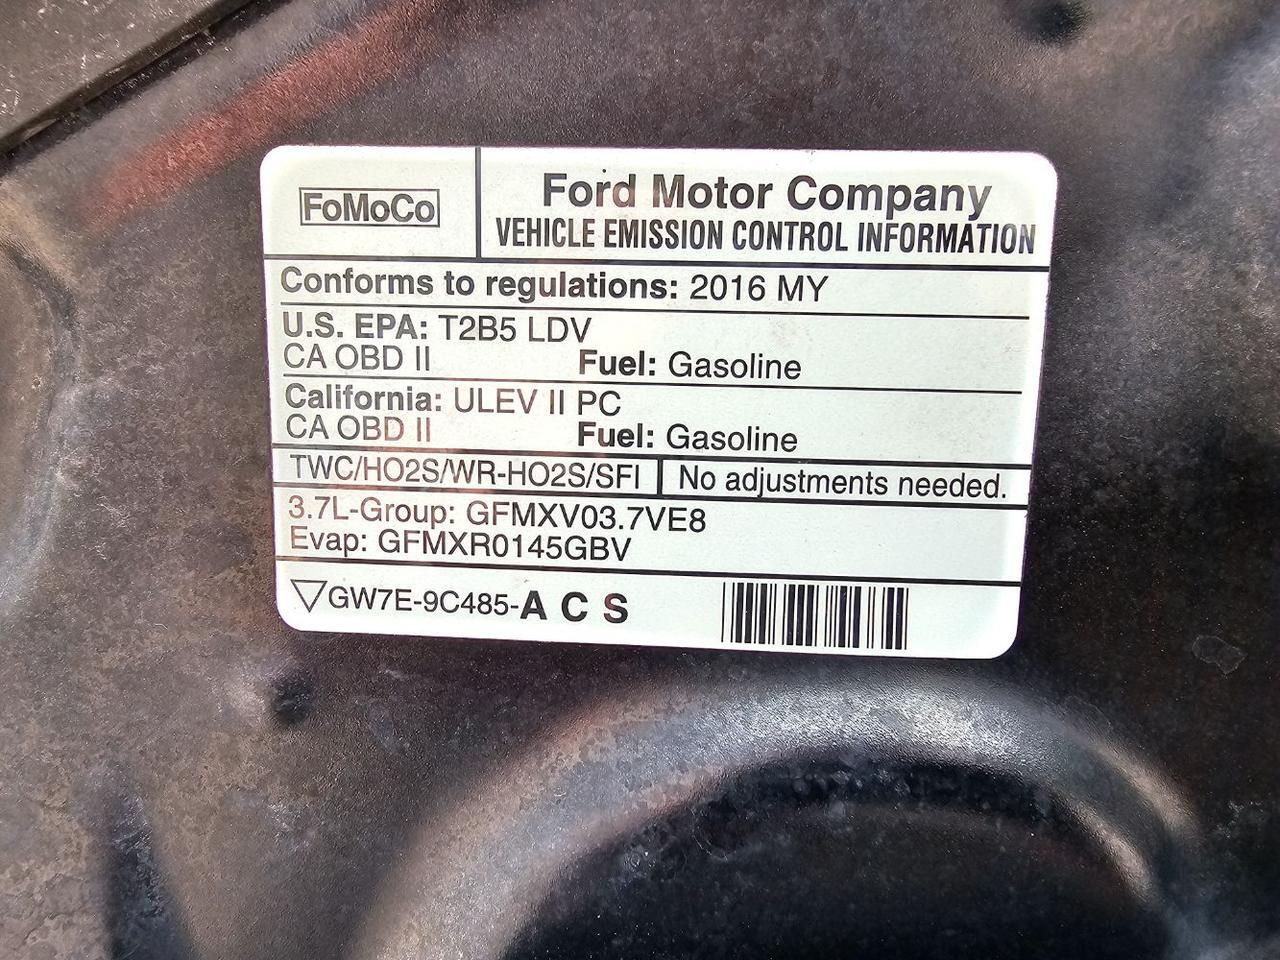 FoMoCo
Ford Motor Company
VEHICLE EMISSION CONTROL INFORMATION
Conforms to regulations: 2016 MY
U.S. EPA: T2B5 LDV
CA OBD II Fuel: Gasoline
California: ULEV II PC
CA OBD II Fuel: Gasoline
TWC/HO2S/WR-HO2S/SFI No adjustments needed.
3.7L-Group: GFMXV03.7VE8
Evap: GFMXR0145GBV
GW7E-9C485-A C S